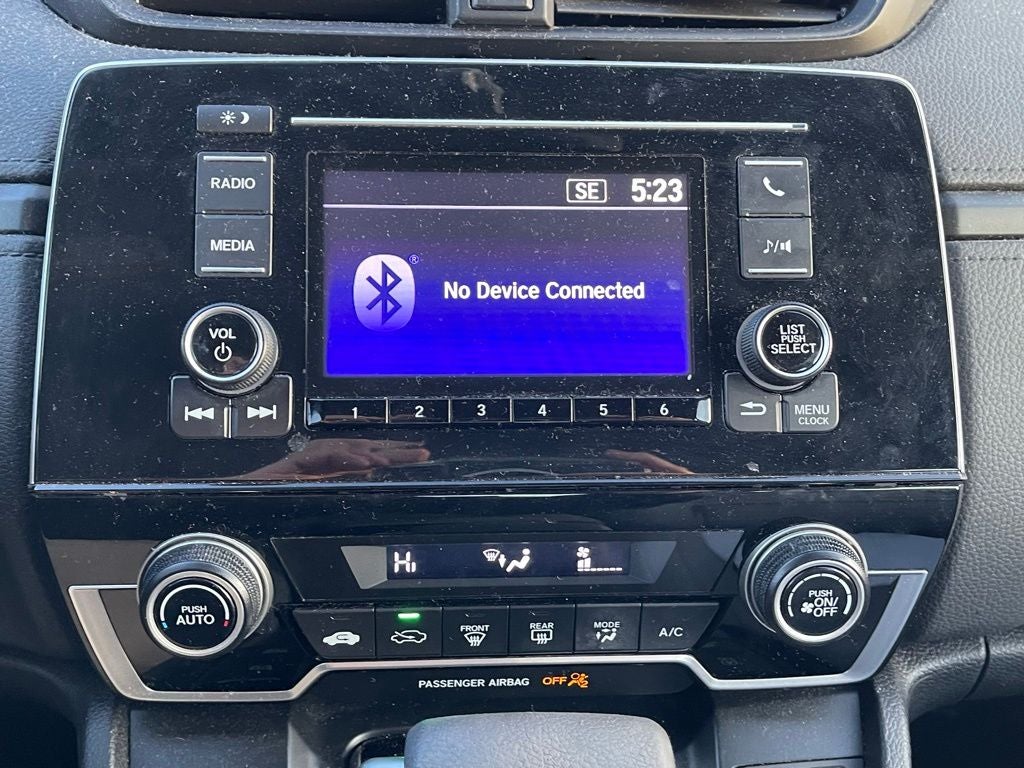 RADIO
MEDIA
VOL
SE 5:23
® No Device Connected
1 2 3 4 5 6
♪/
LIST
PUSH
SELECT
MENU
CLOCK
PUSH
AUTO
HI
FRONT
REAR
MODE
A/C
PUSH
ON/
OFF
PASSENGER AIRBAG OFF 2